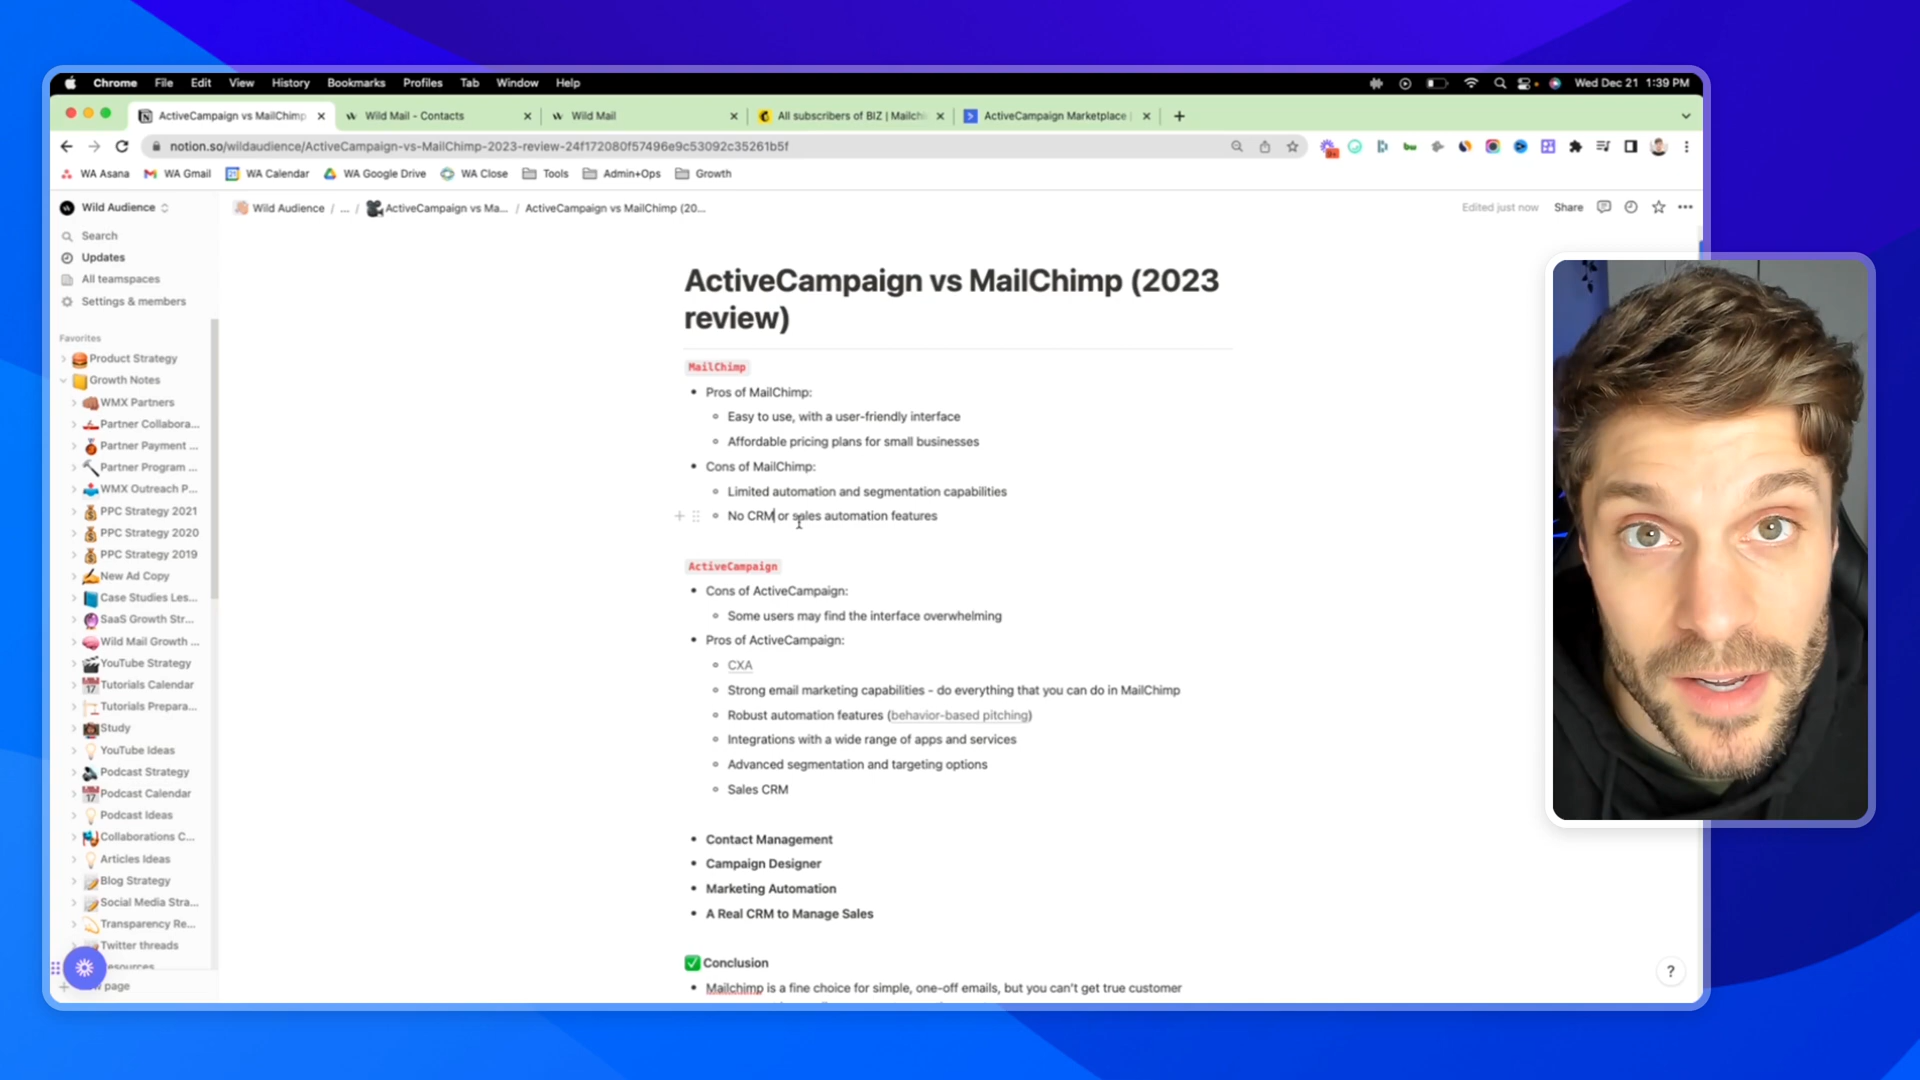 Chrome File Edit View History Bookmarks Profiles Tab Window Help Wed Dec 21 1:39 PM
ActiveCampaign vs MailChimp Wild Mail - Contacts Wild Mail All subscribers of BIZ | Mailchi ActiveCampaign Marketplace |
notion.so/wildaudience/ActiveCampaign-vs-MailChimp-2023-review-24f172080f57496e9c53092c35261b5f
WA Asana WA Gmail WA Calendar WA Google Drive WA Close Tools Admin+Ops Growth
Wild Audience
Search
Updates
All teamspaces
Settings & members
Favorites
Product Strategy
Growth Notes
WMX Partners
Partner Collabora...
Partner Payment ...
Partner Program ...
WMX Outreach P...
PPC Strategy 2021
PPC Strategy 2020
PPC Strategy 2019
New Ad Copy
Case Studies Les...
SaaS Growth Str...
Wild Mail Growth ...
YouTube Strategy
Tutorials Calendar
Tutorials Prepara...
Study
YouTube Ideas
Podcast Strategy
Podcast Calendar
Podcast Ideas
Collaborations C...
Articles Ideas
Blog Strategy
Social Media Stra...
Transparency Re...
Twitter threads
page
Wild Audience / ... / ActiveCampaign vs Ma... / ActiveCampaign vs MailChimp (20... Edited just now Share
ActiveCampaign vs MailChimp (2023
review)
MailChimp
Pros of MailChimp:
Easy to use, with a user-friendly interface
Affordable pricing plans for small businesses
Cons of MailChimp:
Limited automation and segmentation capabilities
No CRM or sales automation features
ActiveCampaign
Cons of ActiveCampaign:
Some users may find the interface overwhelming
Pros of ActiveCampaign:
CXA
Strong email marketing capabilities - do everything that you can do in MailChimp
Robust automation features (behavior-based pitching)
Integrations with a wide range of apps and services
Advanced segmentation and targeting options
Sales CRM
Contact Management
Campaign Designer
Marketing Automation
A Real CRM to Manage Sales
✅ Conclusion
Mailchimp is a fine choice for simple, one-off emails, but you can't get true customer
?